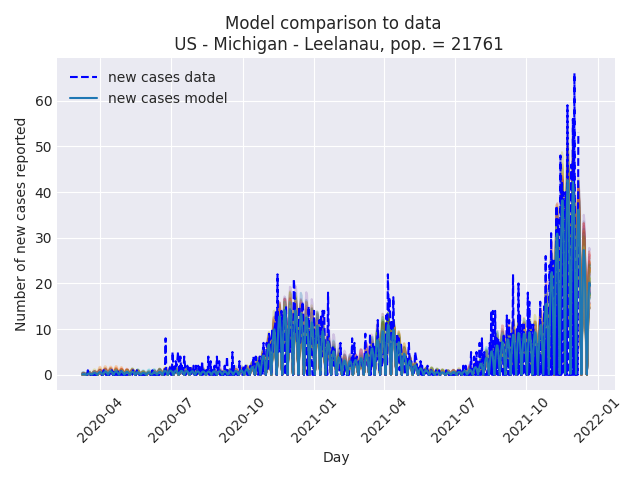 Model comparison to data
US - Michigan - Leelanau, pop. = 21761
new cases data
new cases model
Number of new cases reported
60
50
40
30
20
10
0
2020-04
2020-07
2020-10
2021-01
2021-04
2021-07
2021-10
2022-01
Day